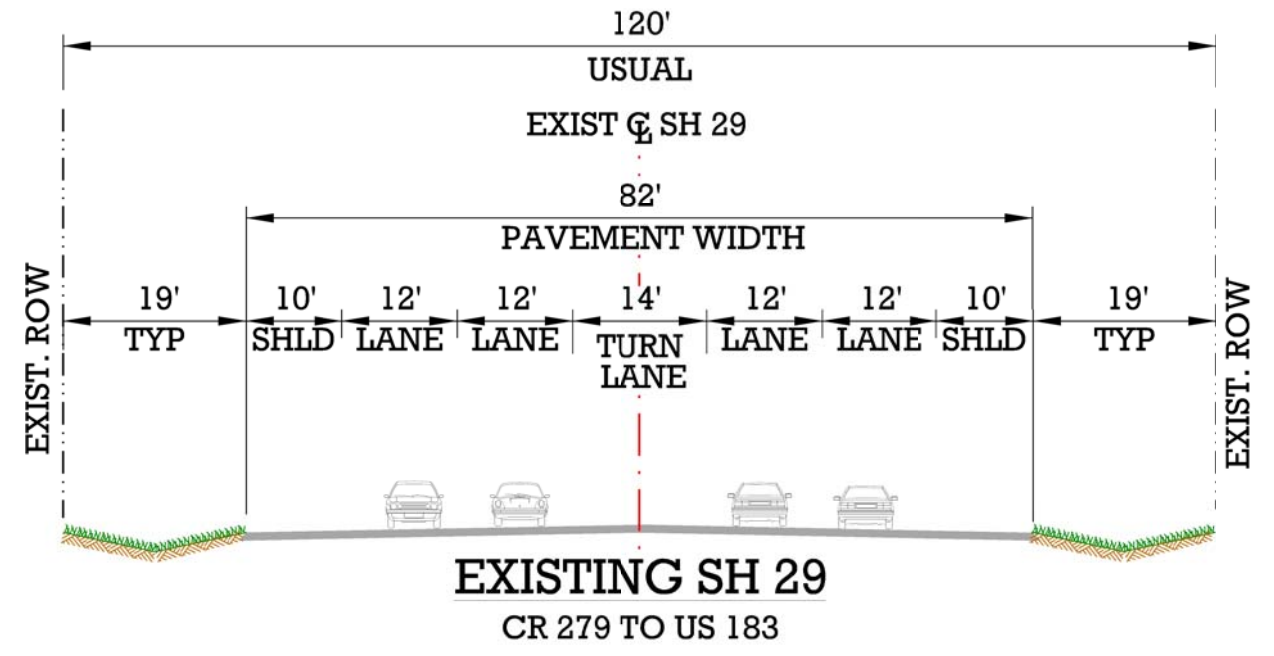 120'
USUAL
EXIST ℄ SH 29
82'
PAVEMENT WIDTH
19' 10' 12' 12' 14' 12' 12' 10' 19'
TYP SHLD LANE LANE TURN LANE LANE LANE SHLD TYP
EXIST. ROW
EXIST. ROW
EXISTING SH 29
CR 279 TO US 183